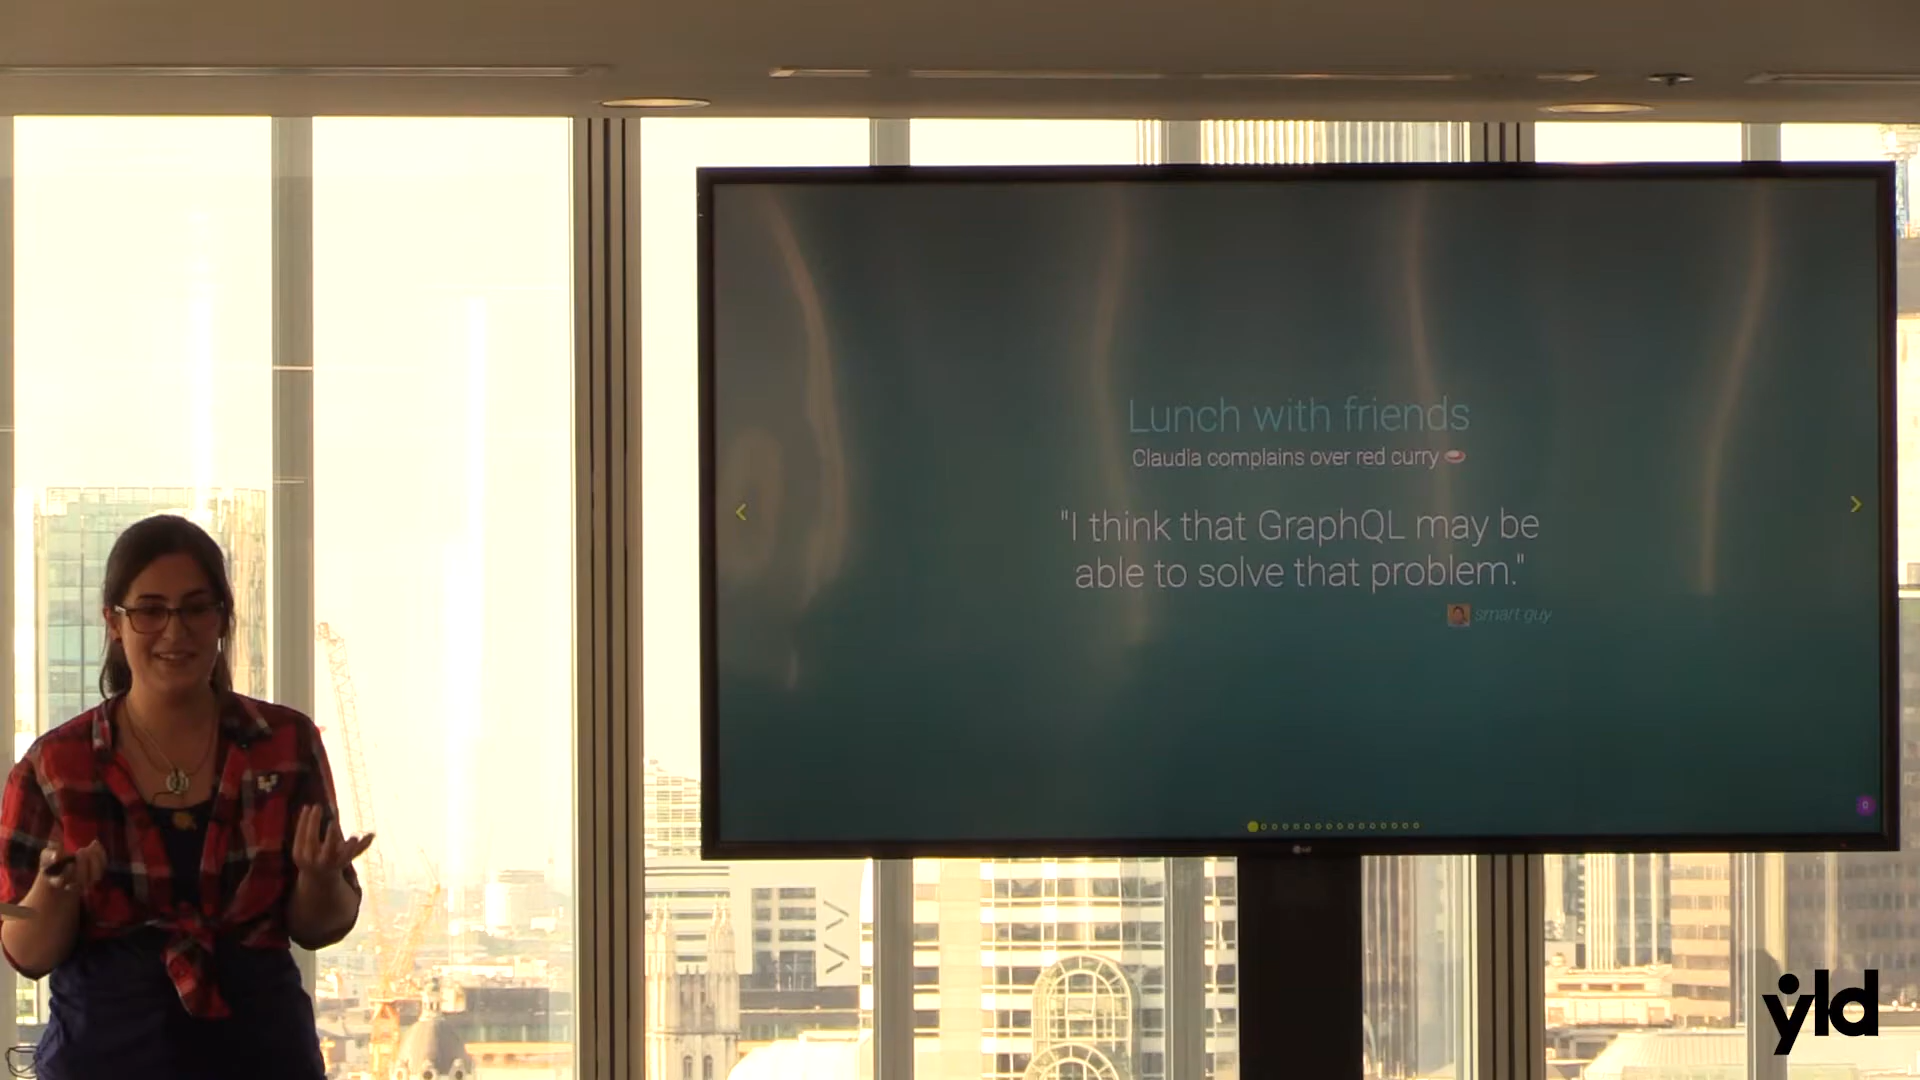 Lunch with friends
Claudia complains over red curry
"I think that GraphQL may be
able to solve that problem."
smart guy
yld